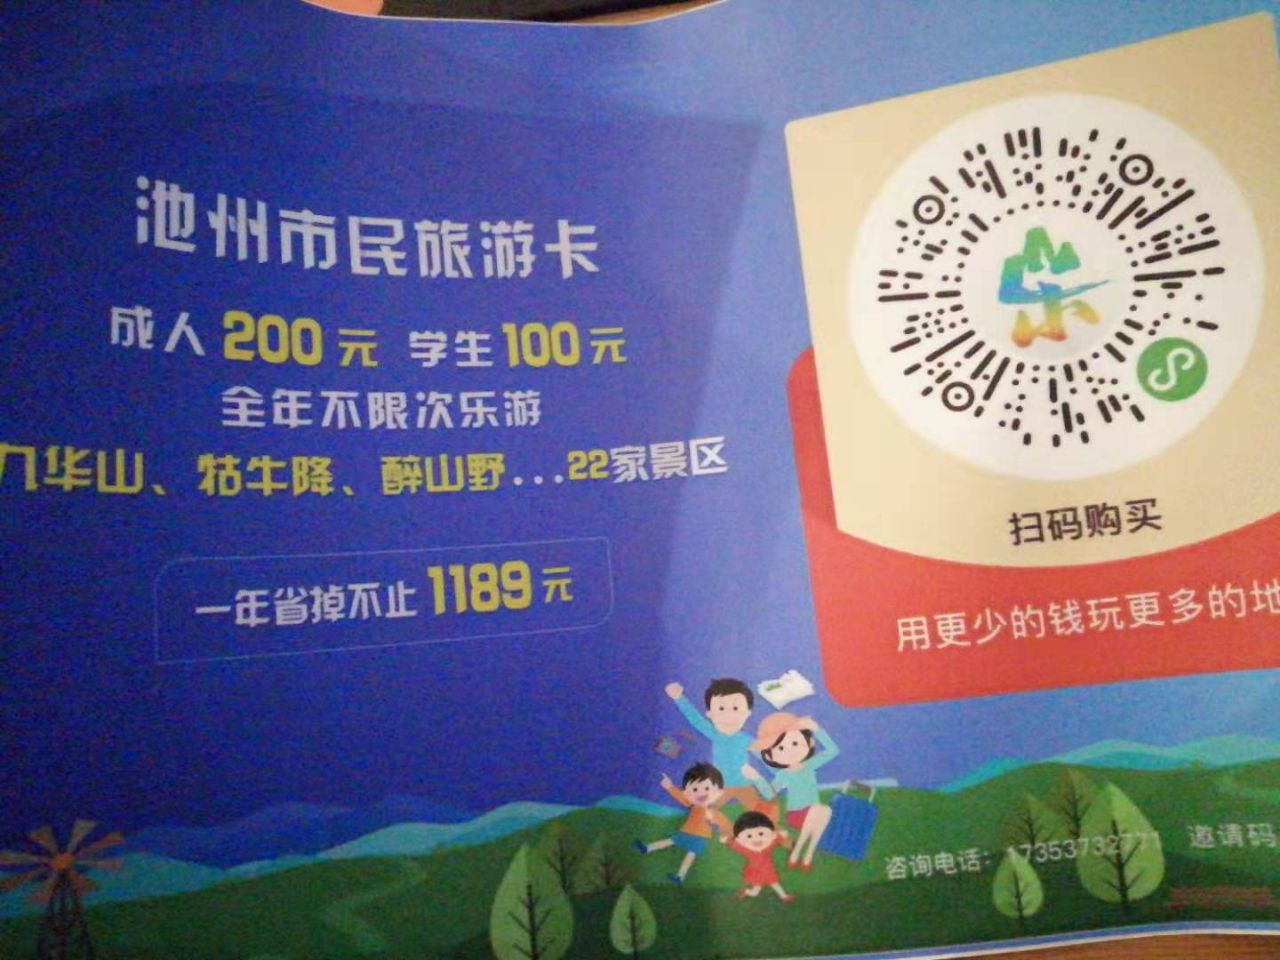 池州市民旅游卡
成人200元 学生100元
全年不限次乐游
九华山、牯牛降、醉山野...22家景区
一年省掉不止1189元
乐
扫码购买
用更少的钱玩更多的地
咨询电话：
邀请码